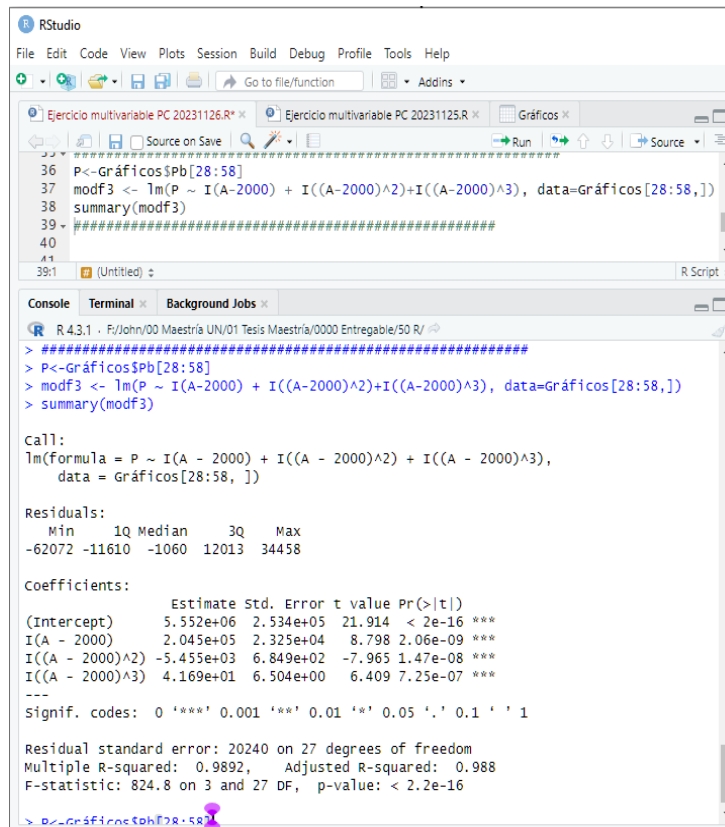 RStudio
File Edit Code View Plots Session Build Debug Profile Tools Help
Go to file/function Addins
Ejercicio multivariable PC 20231126.R* Ejercicio multivariable PC 20231125.R Gráficos
Source on Save Run Source
35 ############################################################
36 P<-Gráficos$Pb[28:58]
37 modf3 <- lm(P ~ I(A-2000) + I((A-2000)^2)+I((A-2000)^3), data=Gráficos[28:58,])
38 summary(modf3)
39 ####################################################
40
41
39:1 (Untitled) R Script
Console Terminal Background Jobs
R 4.3.1 · F:/John/00 Maestría UN/01 Tesis Maestría/0000 Entregable/50 R/
> ############################################################
> P<-Gráficos$Pb[28:58]
> modf3 <- lm(P ~ I(A-2000) + I((A-2000)^2)+I((A-2000)^3), data=Gráficos[28:58,])
> summary(modf3)
Call:
lm(formula = P ~ I(A - 2000) + I((A - 2000)^2) + I((A - 2000)^3),
data = Gráficos[28:58, ])
Residuals:
Min 1Q Median 3Q Max
-62072 -11610 -1060 12013 34458
Coefficients:
Estimate Std. Error t value Pr(>|t|)
(Intercept) 5.552e+06 2.534e+05 21.914 < 2e-16 ***
I(A - 2000) 2.045e+05 2.325e+04 8.798 2.06e-09 ***
I((A - 2000)^2) -5.455e+03 6.849e+02 -7.965 1.47e-08 ***
I((A - 2000)^3) 4.169e+01 6.504e+00 6.409 7.25e-07 ***
---
Signif. codes: 0 ‘***’ 0.001 ‘**’ 0.01 ‘*’ 0.05 ‘.’ 0.1 ‘ ’ 1
Residual standard error: 20240 on 27 degrees of freedom
Multiple R-squared: 0.9892, Adjusted R-squared: 0.988
F-statistic: 824.8 on 3 and 27 DF, p-value: < 2.2e-16
> P<-Gráficos$Pb[28:58]